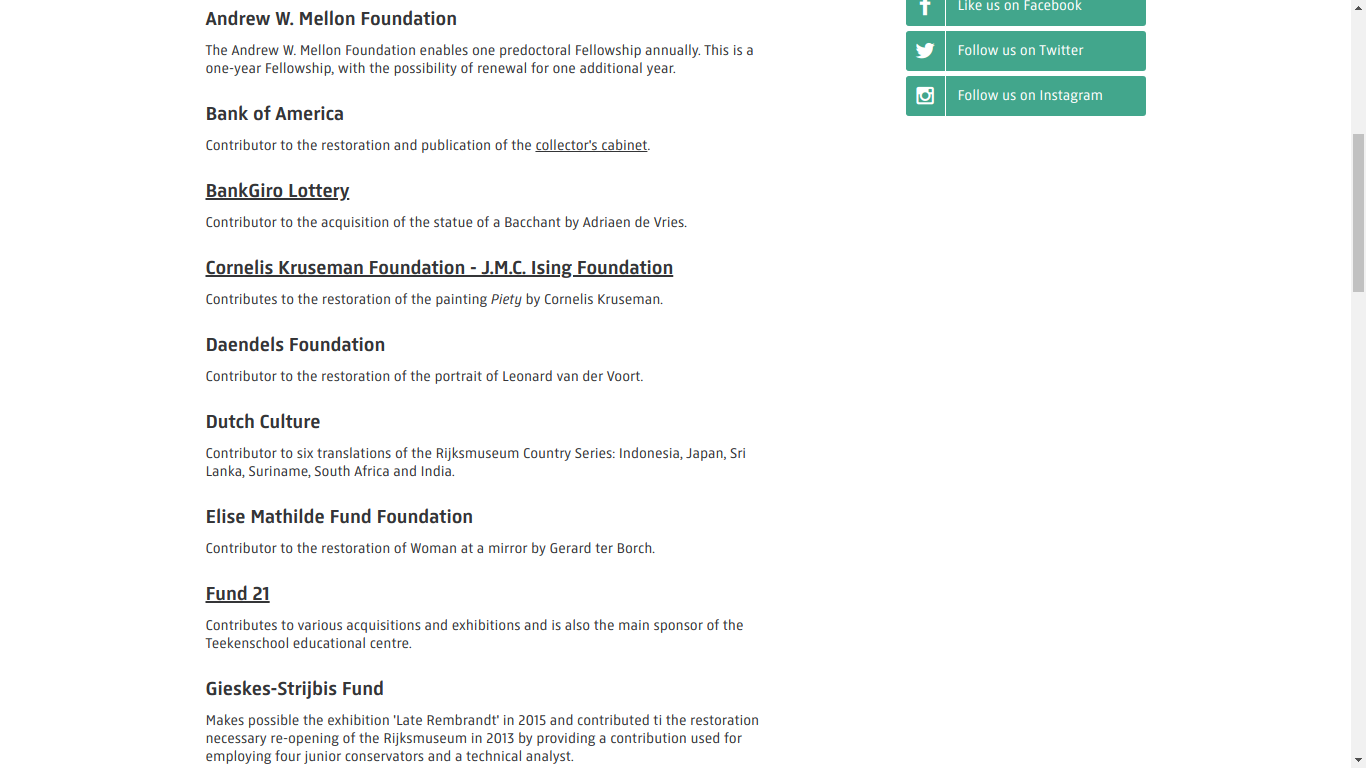 Andrew W. Mellon Foundation
The Andrew W. Mellon Foundation enables one predoctoral Fellowship annually. This is a
one-year Fellowship, with the possibility of renewal for one additional year.
Bank of America
Contributor to the restoration and publication of the collector's cabinet.
BankGiro Lottery
Contributor to the acquisition of the statue of a Bacchant by Adriaen de Vries.
Cornelis Kruseman Foundation - J.M.C. Ising Foundation
Contributes to the restoration of the painting Piety by Cornelis Kruseman.
Daendels Foundation
Contributor to the restoration of the portrait of Leonard van der Voort.
Dutch Culture
Contributor to six translations of the Rijksmuseum Country Series: Indonesia, Japan, Sri
Lanka, Suriname, South Africa and India.
Elise Mathilde Fund Foundation
Contributor to the restoration of Woman at a mirror by Gerard ter Borch.
Fund 21
Contributes to various acquisitions and exhibitions and is also the main sponsor of the
Teekenschool educational centre.
Gieskes-Strijbis Fund
Makes possible the exhibition 'Late Rembrandt' in 2015 and contributed ti the restoration
necessary re-opening of the Rijksmuseum in 2013 by providing a contribution used for
employing four junior conservators and a technical analyst.
Like us on Facebook
Follow us on Twitter
Follow us on Instagram